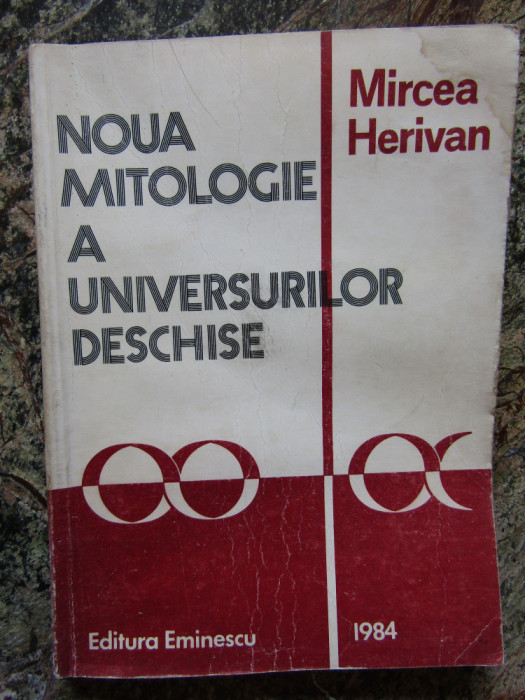 Mircea
Herivan
NOUA
MITOLOGIE
A
UNIVERSURILOR
DESCHISE
Editura Eminescu
1984